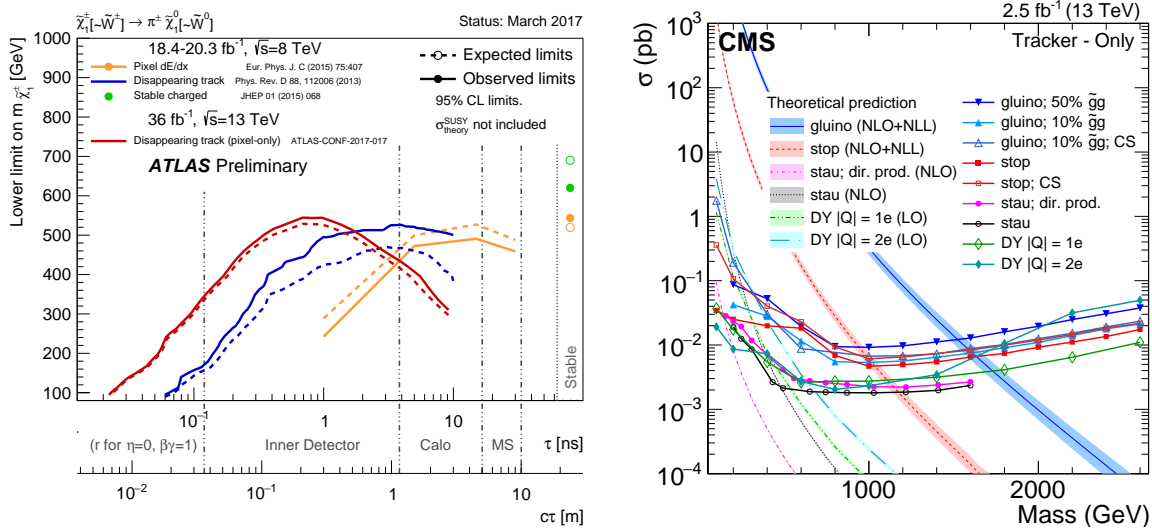 χ̃₁±[~W̃±] → π± χ̃₁⁰[~W̃⁰]
Status: March 2017
Lower limit on m χ̃₁± [GeV]
1000
900
800
700
600
500
400
300
200
100
18.4-20.3 fb⁻¹, √s=8 TeV
Pixel dE/dx Eur. Phys. J. C (2015) 75:407
Disappearing track Phys. Rev. D 88, 112006 (2013)
Stable charged JHEP 01 (2015) 068
36 fb⁻¹, √s=13 TeV
Disappearing track (pixel-only) ATLAS-CONF-2017-017
ATLAS Preliminary
Expected limits
Observed limits
95% CL limits.
σ^SUSY_theory not included
Stable
10⁻¹ 1 10 τ [ns]
(r for η=0, βγ=1) Inner Detector Calo MS
10⁻² 10⁻¹ 1 10
cτ [m]
2.5 fb⁻¹ (13 TeV)
CMS
Tracker - Only
σ (pb)
10³
10²
10
1
10⁻¹
10⁻²
10⁻³
10⁻⁴
Theoretical prediction
gluino (NLO+NLL)
stop (NLO+NLL)
stau; dir. prod. (NLO)
stau (NLO)
DY |Q| = 1e (LO)
DY |Q| = 2e (LO)
gluino; 50% g̃g
gluino; 10% g̃g
gluino; 10% g̃g; CS
stop
stop; CS
stau; dir. prod.
stau
DY |Q| = 1e
DY |Q| = 2e
1000 2000
Mass (GeV)